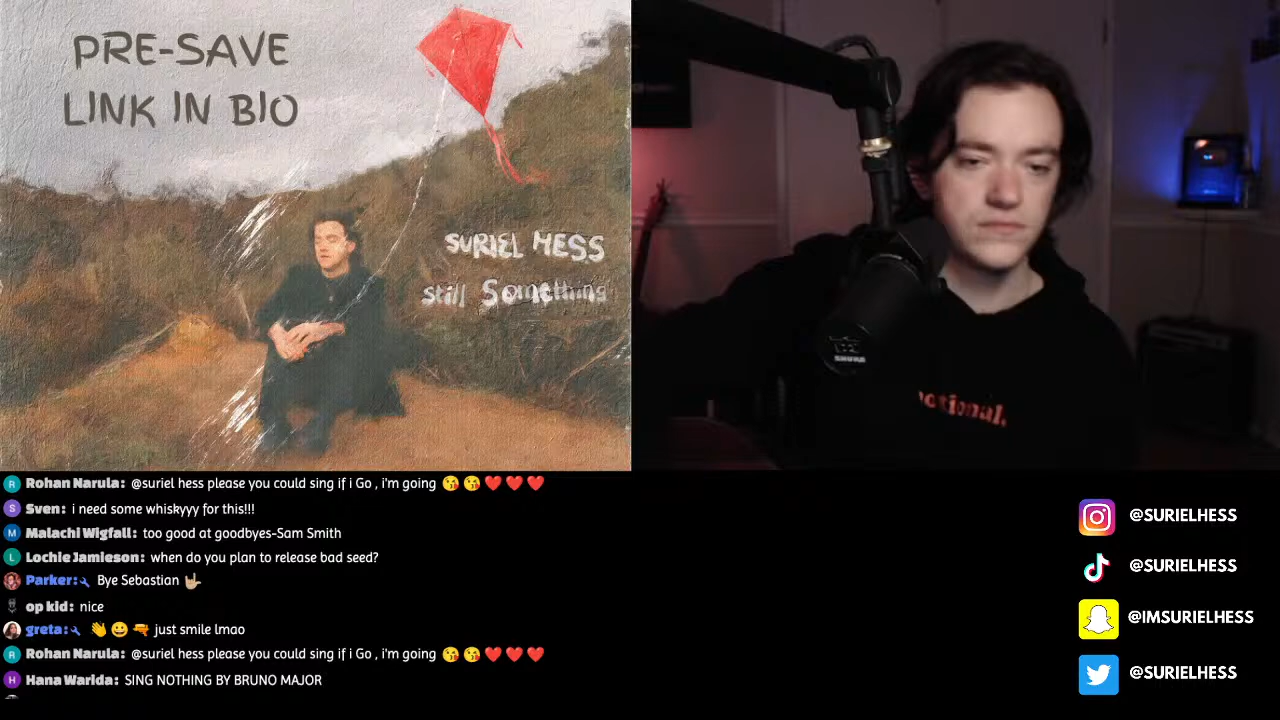 PRE-SAVE
LINK IN BIO
SURIEL HESS
Still Something
SHURE
otional.
Rohan Narula: @suriel hess please you could sing if i Go , i'm going 😘 😘 ❤️ ❤️ ❤️
Sven: i need some whiskyyy for this!!!
Malachi Wigfall: too good at goodbyes-Sam Smith
Lochie Jamieson: when do you plan to release bad seed?
Parker: Bye Sebastian 🤟🏼
op kid: nice
greta: 👋 😀 🔫 just smile lmao
Rohan Narula: @suriel hess please you could sing if i Go , i'm going 😘 😘 ❤️ ❤️ ❤️
Hana Warida: SING NOTHING BY BRUNO MAJOR
@SURIELHESS
@SURIELHESS
@IMSURIELHESS
@SURIELHESS